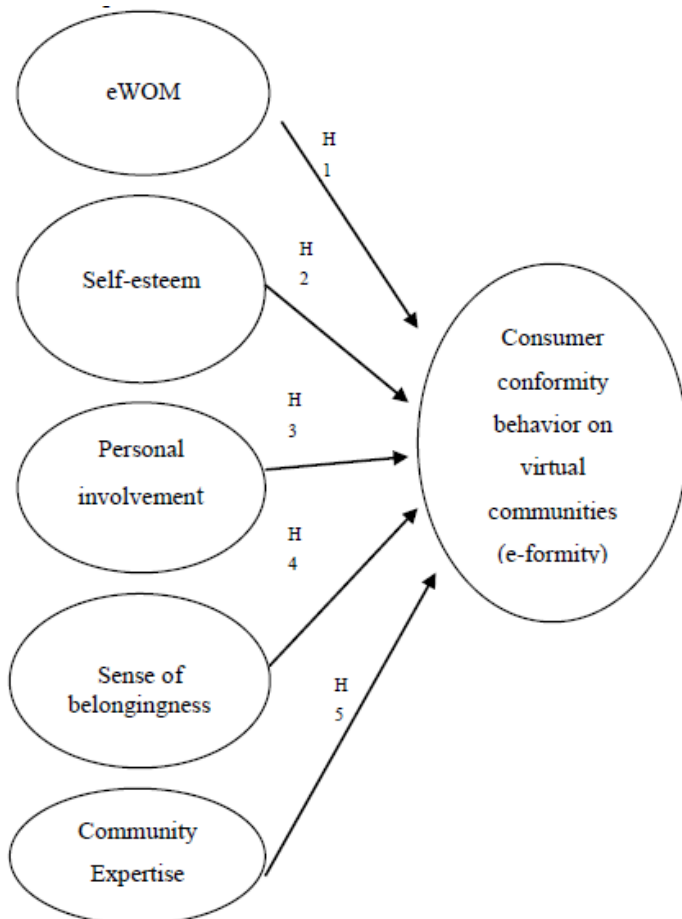 eWOM
H
1
Self-esteem
H
2
Personal
involvement
H
3
Sense of
belongingness
H
4
Community
Expertise
H
5
Consumer
conformity
behavior on
virtual
communities
(e-formity)